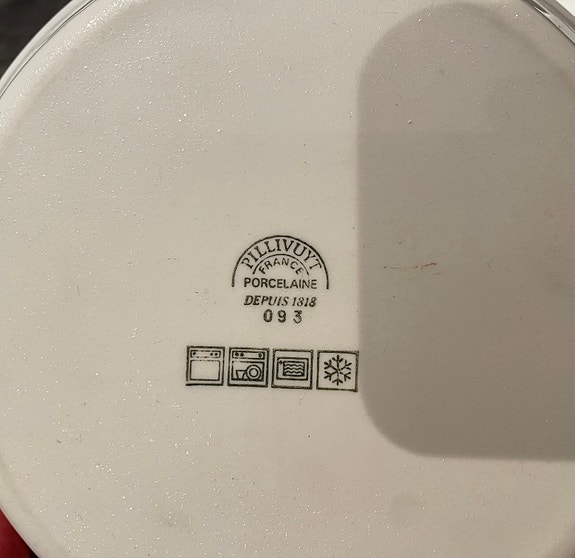 PILLIVUYT
FRANCE
PORCELAINE
DEPUIS 1818
093